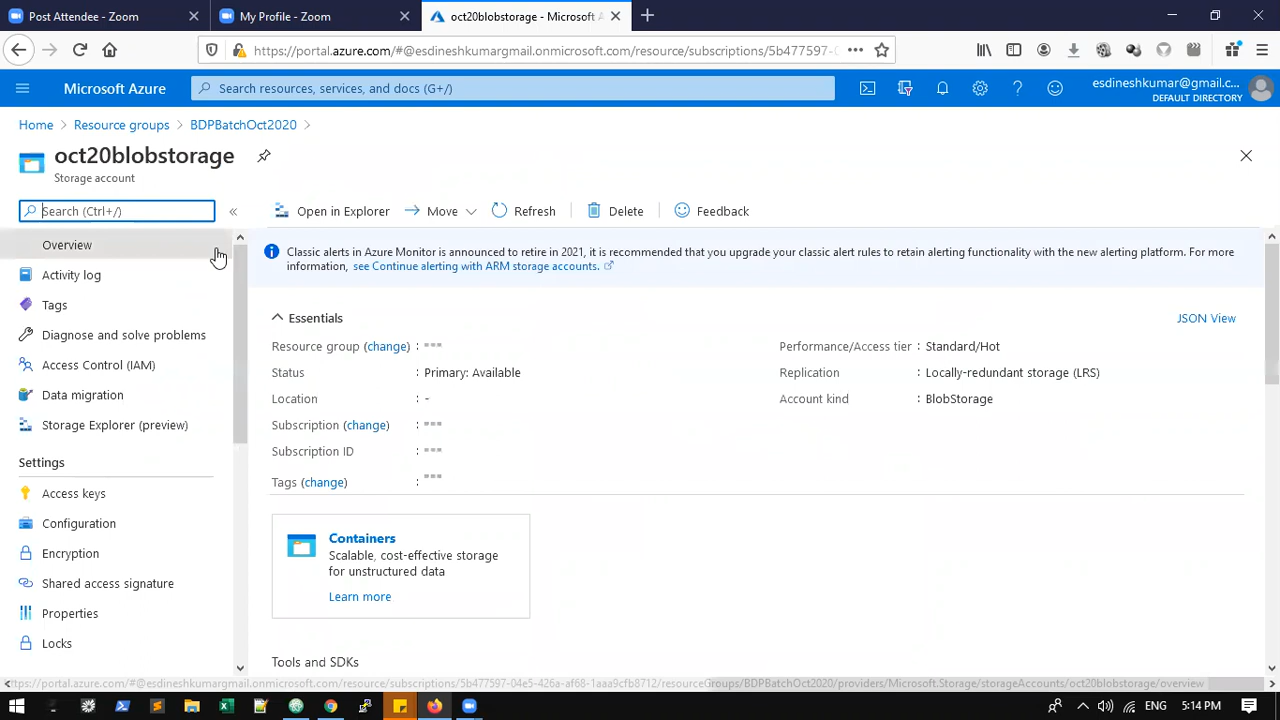 Post Attendee - Zoom
My Profile - Zoom
oct20blobstorage - Microsoft A
https://portal.azure.com/#@esdineshkumargmail.onmicrosoft.com/resource/subscriptions/5b477597-0
Microsoft Azure
Search resources, services, and docs (G+/)
esdineshkumar@gmail.c...
DEFAULT DIRECTORY
Home > Resource groups > BDPBatchOct2020 >
oct20blobstorage
Storage account
Search (Ctrl+/)
Overview
Activity log
Tags
Diagnose and solve problems
Access Control (IAM)
Data migration
Storage Explorer (preview)
Settings
Access keys
Configuration
Encryption
Shared access signature
Properties
Locks
Open in Explorer
Move
Refresh
Delete
Feedback
Classic alerts in Azure Monitor is announced to retire in 2021, it is recommended that you upgrade your classic alert rules to retain alerting functionality with the new alerting platform. For more
information, see Continue alerting with ARM storage accounts.
Essentials
JSON View
Resource group (change) :
Status : Primary: Available
Location : -
Subscription (change) :
Subscription ID :
Tags (change) :
Performance/Access tier : Standard/Hot
Replication : Locally-redundant storage (LRS)
Account kind : BlobStorage
Containers
Scalable, cost-effective storage
for unstructured data
Learn more
Tools and SDKs
https://portal.azure.com/#@esdineshkumargmail.onmicrosoft.com/resource/subscriptions/5b477597-04e5-426a-af68-1aaa9cfb8712/resourceGroups/BDPBatchOct2020/providers/Microsoft.Storage/storageAccounts/oct20blobstorage/overview
ENG
5:14 PM